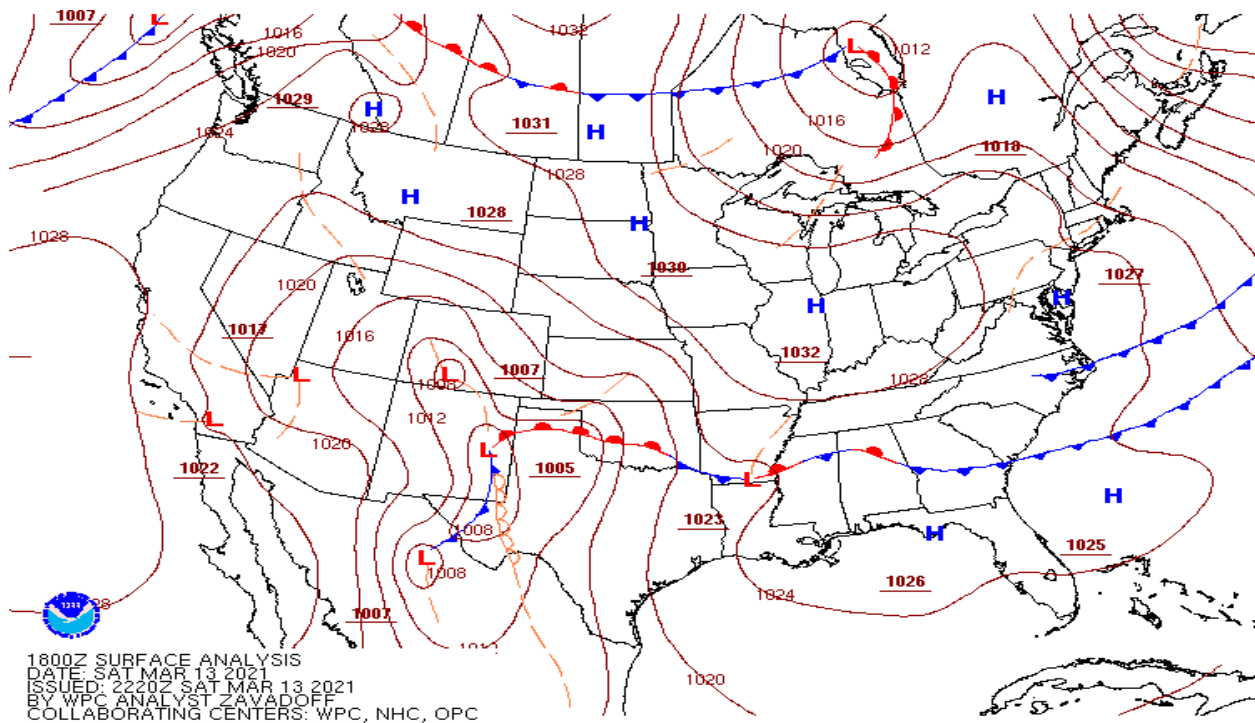 1007
L
1016
1032
L
1012
1020
1029
H
1028
1024
1031
H
H
1016
1020
1018
1028
H
1028
H
1028
1030
1027
1020
H
H
1017
1016
1032
L
1008
L
1007
1028
1012
L
L
1020
1005
1022
L
1023
H
1008
H
L
1008
1025
1026
1024
1007
1012
1020
1800Z SURFACE ANALYSIS
DATE: SAT MAR 13 2021
ISSUED: 2220Z SAT MAR 13 2021
BY WPC ANALYST ZAVADOFF
COLLABORATING CENTERS: WPC, NHC, OPC